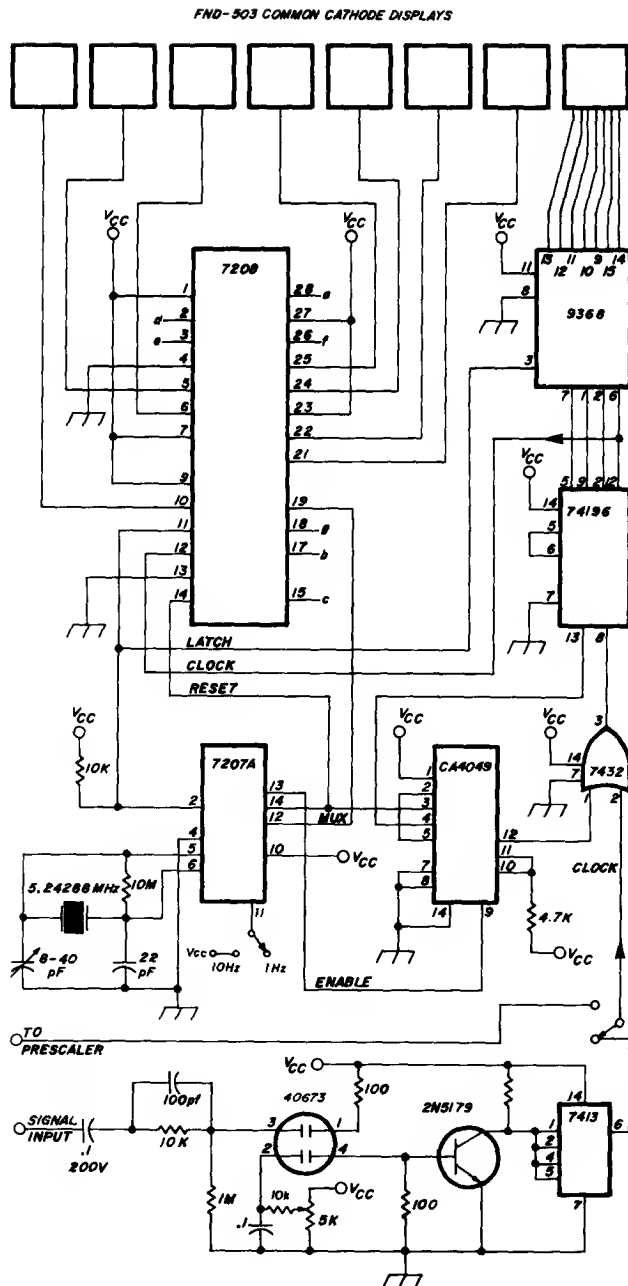 FND-503 COMMON CATHODE DISPLAYS
VCC
VCC
VCC
13 11 9 14
12 10 15
11
8
9368
3
7 1 2 6
7208
1
2
3
4
5
6
7
9
10
11
12
13
14
28
27
26
25
24
23
22
21
19
18
17
15
d
e
a
f
g
b
c
VCC
5 9 2 12
14
74196
5
6
7
13 8
LATCH
CLOCK
RESET
VCC
10K
7207A
2
4
5
6
13
14
12
10
11
MUX
VCC
VCC
CA4049
1
2
3
4
5
7
8
14
9
12
11
10
4.7K
VCC
VCC
3
14
7
7432
1 2
CLOCK
5.24288 MHz
10M
8-40
pF
22
pF
VCC
10Hz
1Hz
ENABLE
TO
PRESCALER
VCC
100pf
SIGNAL
INPUT
.1
200V
10K
1M
40673
3 1
2 4
100
10K
.1
VCC
5K
100
2N5179
14
7413
1
2
4
5
6
7